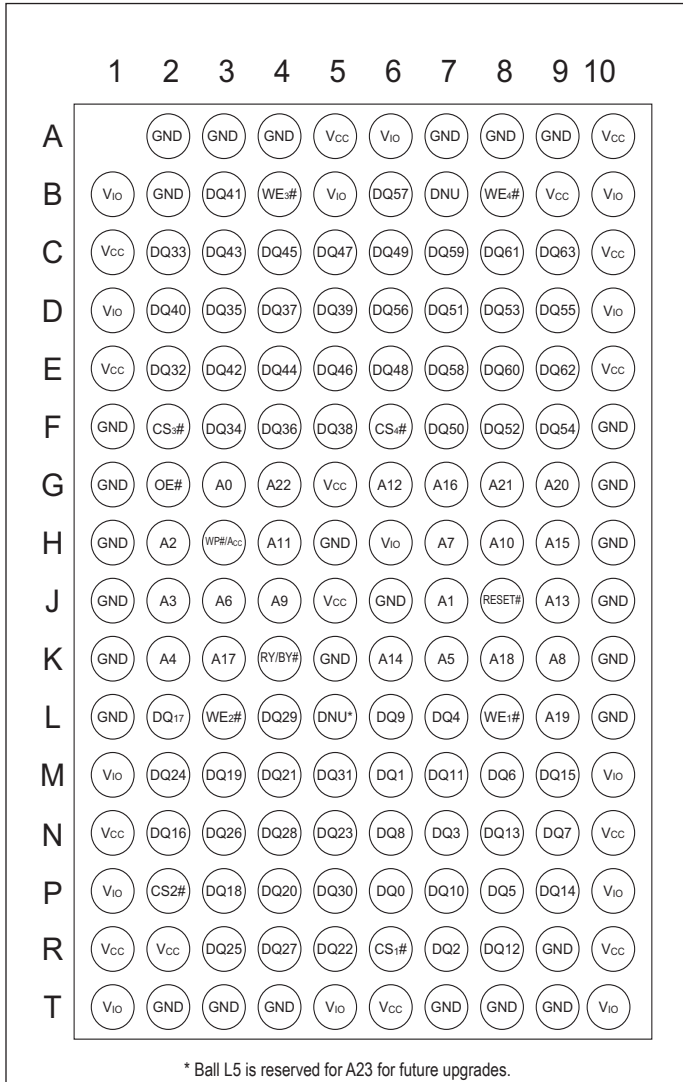 1 2 3 4 5 6 7 8 9 10
A GND GND GND Vcc VIO GND GND GND Vcc
B VIO GND DQ41 WE3# VIO DQ57 DNU WE4# Vcc VIO
C Vcc DQ33 DQ43 DQ45 DQ47 DQ49 DQ59 DQ61 DQ63 Vcc
D VIO DQ40 DQ35 DQ37 DQ39 DQ56 DQ51 DQ53 DQ55 VIO
E Vcc DQ32 DQ42 DQ44 DQ46 DQ48 DQ58 DQ60 DQ62 Vcc
F GND CS3# DQ34 DQ36 DQ38 CS4# DQ50 DQ52 DQ54 GND
G GND OE# A0 A22 Vcc A12 A16 A21 A20 GND
H GND A2 WP#/Acc A11 GND VIO A7 A10 A15 GND
J GND A3 A6 A9 Vcc GND A1 RESET# A13 GND
K GND A4 A17 RY/BY# GND A14 A5 A18 A8 GND
L GND DQ17 WE2# DQ29 DNU* DQ9 DQ4 WE1# A19 GND
M VIO DQ24 DQ19 DQ21 DQ31 DQ1 DQ11 DQ6 DQ15 VIO
N Vcc DQ16 DQ26 DQ28 DQ23 DQ8 DQ3 DQ13 DQ7 Vcc
P VIO CS2# DQ18 DQ20 DQ30 DQ0 DQ10 DQ5 DQ14 VIO
R Vcc Vcc DQ25 DQ27 DQ22 CS1# DQ2 DQ12 GND Vcc
T VIO GND GND GND VIO Vcc GND GND GND VIO
* Ball L5 is reserved for A23 for future upgrades.